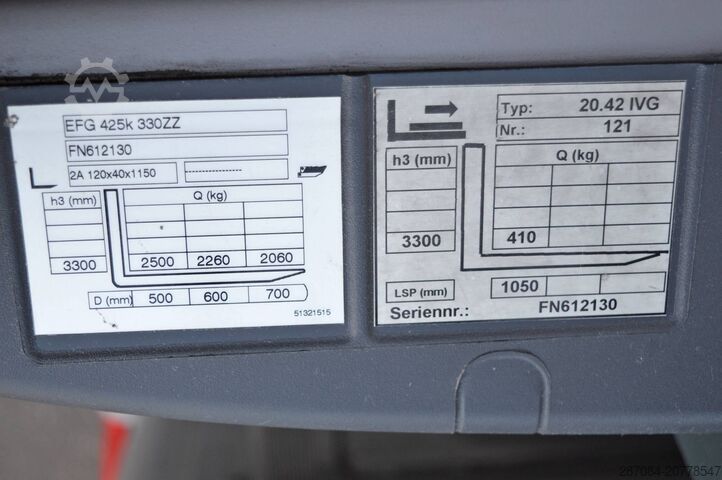 EFG 425k 330ZZ
FN612130
2A 120x40x1150 --------------
h3 (mm) Q (kg)
3300 2500 2260 2060
D (mm) 500 600 700
51321515
Typ: 20.42 IVG
Nr.: 121
h3 (mm) Q (kg)
3300 410
LSP (mm) 1050
Seriennr.: FN612130
267084-20778547